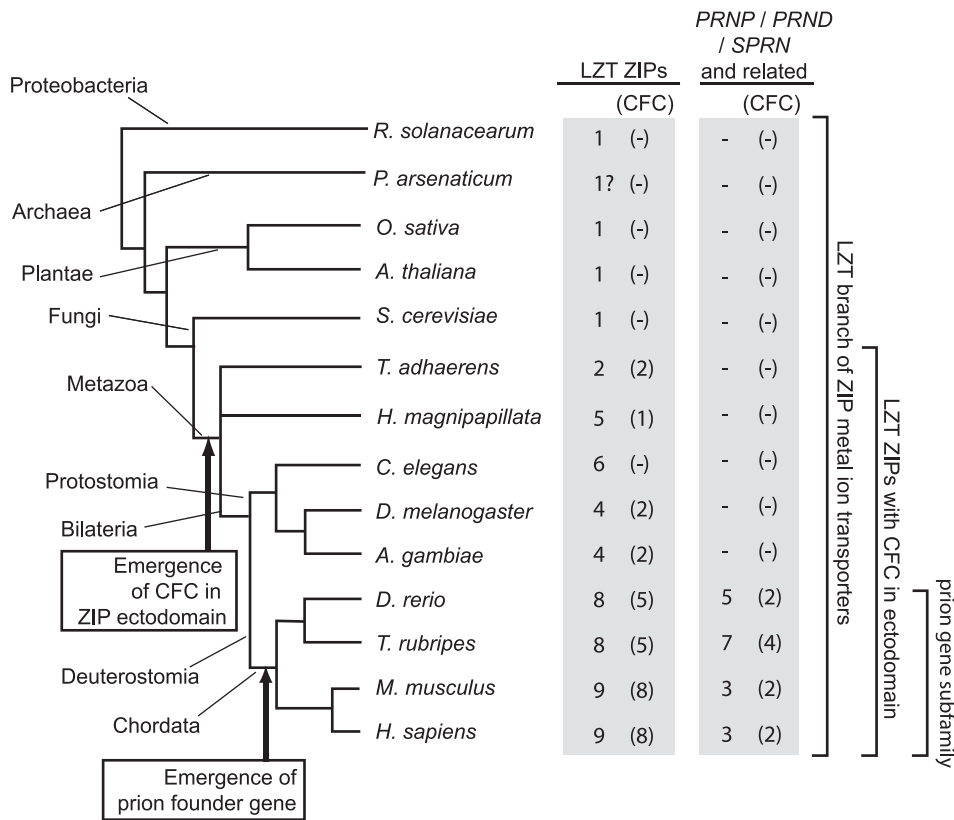 PRNP / PRND
/ SPRN
and related
LZT ZIPs
(CFC)
(CFC)
Proteobacteria
R. solanacearum 1 (-) - (-)
P. arsenaticum 1? (-) - (-)
Archaea
O. sativa 1 (-) - (-)
Plantae
A. thaliana 1 (-) - (-)
Fungi
S. cerevisiae 1 (-) - (-)
T. adhaerens 2 (2) - (-)
Metazoa
H. magnipapillata 5 (1) - (-)
C. elegans 6 (-) - (-)
Protostomia
D. melanogaster 4 (2) - (-)
Bilateria
A. gambiae 4 (2) - (-)
Emergence
of CFC in
ZIP ectodomain
D. rerio 8 (5) 5 (2)
T. rubripes 8 (5) 7 (4)
Deuterostomia
M. musculus 9 (8) 3 (2)
Chordata
H. sapiens 9 (8) 3 (2)
Emergence of
prion founder gene
LZT branch of ZIP metal ion transporters
LZT ZIPs with CFC in ectodomain
prion gene subfamily